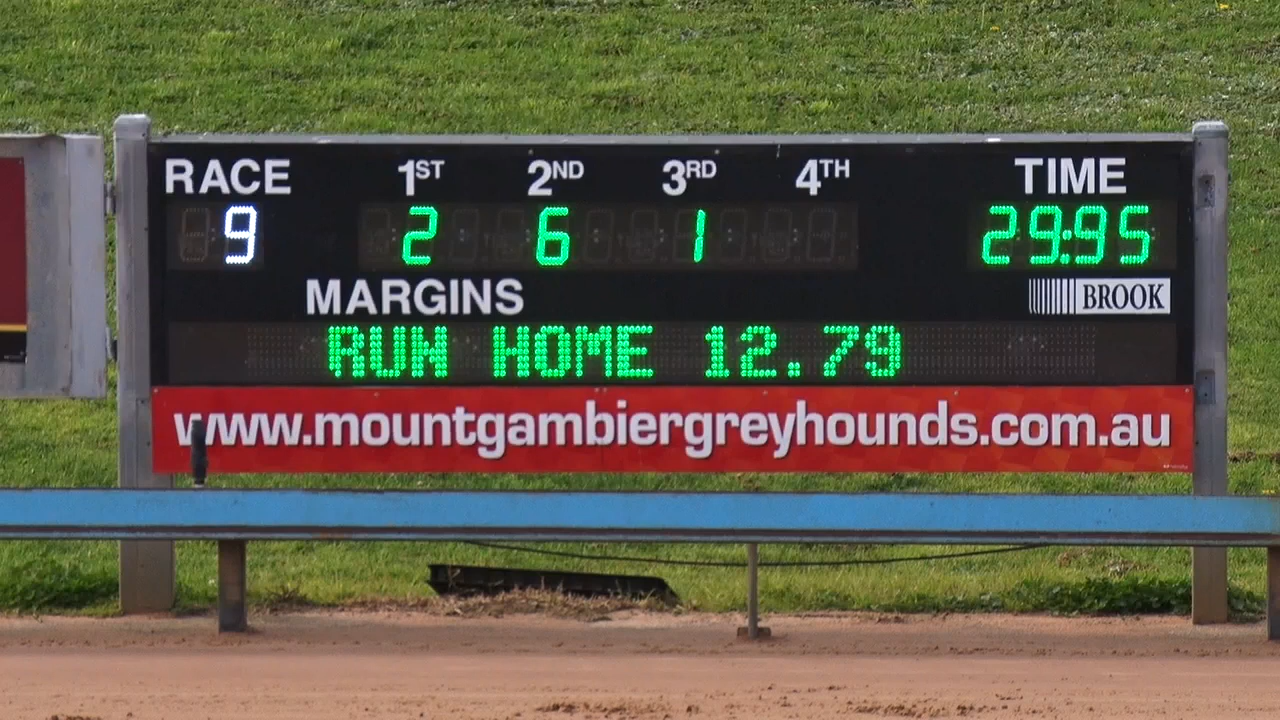 RACE 1ST 2ND 3RD 4TH TIME
9 2 6 1 29:95
MARGINS BROOK
RUN HOME 12.79
www.mountgambiergreyhounds.com.au